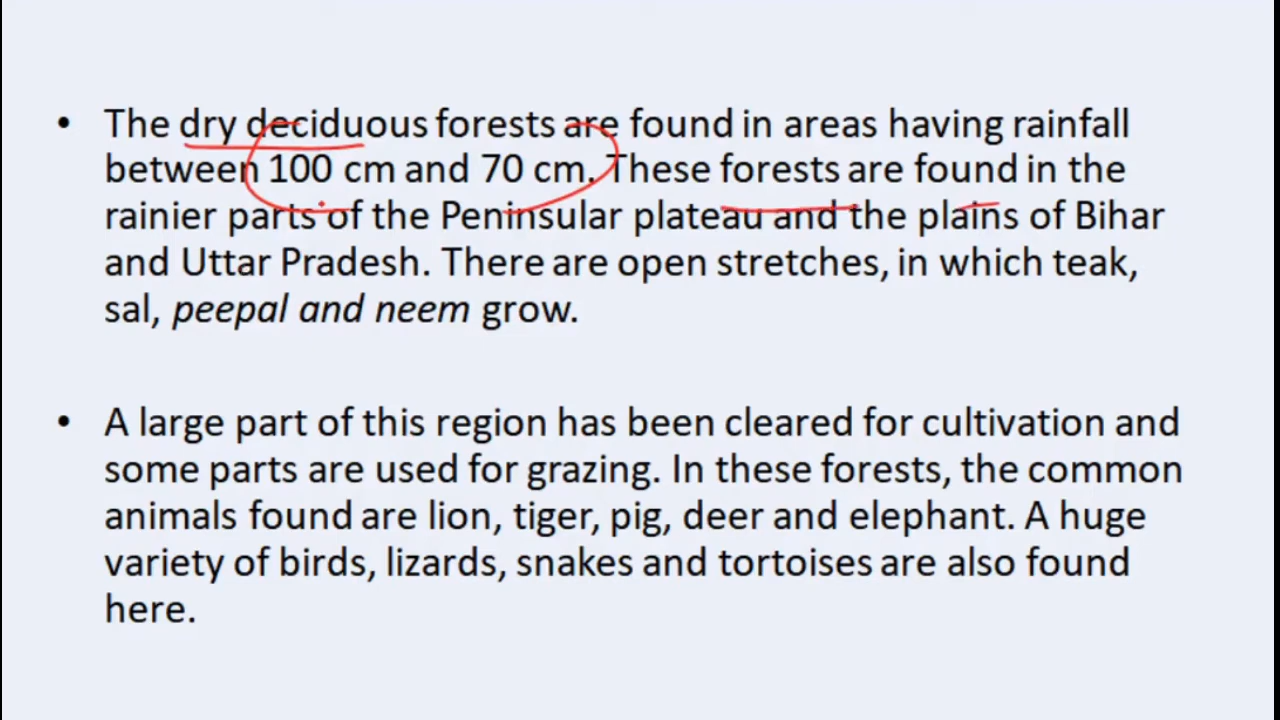 • The dry deciduous forests are found in areas having rainfall
between 100 cm and 70 cm. These forests are found in the
rainier parts of the Peninsular plateau and the plains of Bihar
and Uttar Pradesh. There are open stretches, in which teak,
sal, peepal and neem grow.
• A large part of this region has been cleared for cultivation and
some parts are used for grazing. In these forests, the common
animals found are lion, tiger, pig, deer and elephant. A huge
variety of birds, lizards, snakes and tortoises are also found
here.